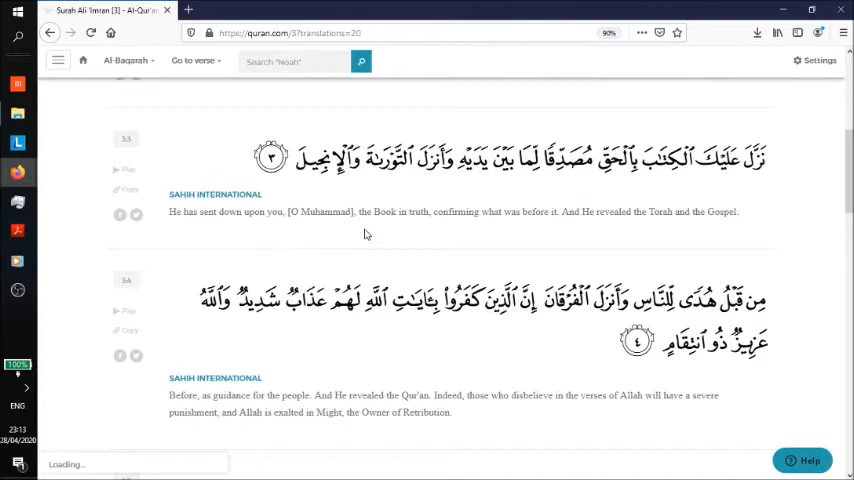 Surah Ali 'Imran [3] - Al-Qur'an
https://quran.com/3?translations=20
90%
Al-Baqarah
Go to verse
Search "Noah"
Settings
3:3
نَزَّلَ عَلَيْكَ ٱلْكِتَـٰبَ بِٱلْحَقِّ مُصَدِّقًا لِّمَا بَيْنَ يَدَيْهِ وَأَنزَلَ ٱلتَّوْرَىٰةَ وَٱلْإِنجِيلَ ٣
Play
Copy
SAHIH INTERNATIONAL
He has sent down upon you, [O Muhammad], the Book in truth, confirming what was before it. And He revealed the Torah and the Gospel.
3:4
مِن قَبْلُ هُدًى لِّلنَّاسِ وَأَنزَلَ ٱلْفُرْقَانَ إِنَّ ٱلَّذِينَ كَفَرُوا۟ بِـَٔايَـٰتِ ٱللَّهِ لَهُمْ عَذَابٌ شَدِيدٌ وَٱللَّهُ
عَزِيزٌ ذُو ٱنتِقَامٍ ٤
Play
Copy
SAHIH INTERNATIONAL
Before, as guidance for the people. And He revealed the Qur'an. Indeed, those who disbelieve in the verses of Allah will have a severe
punishment, and Allah is exalted in Might, the Owner of Retribution.
100%
ENG
23:13
28/04/2020
Loading...
Help